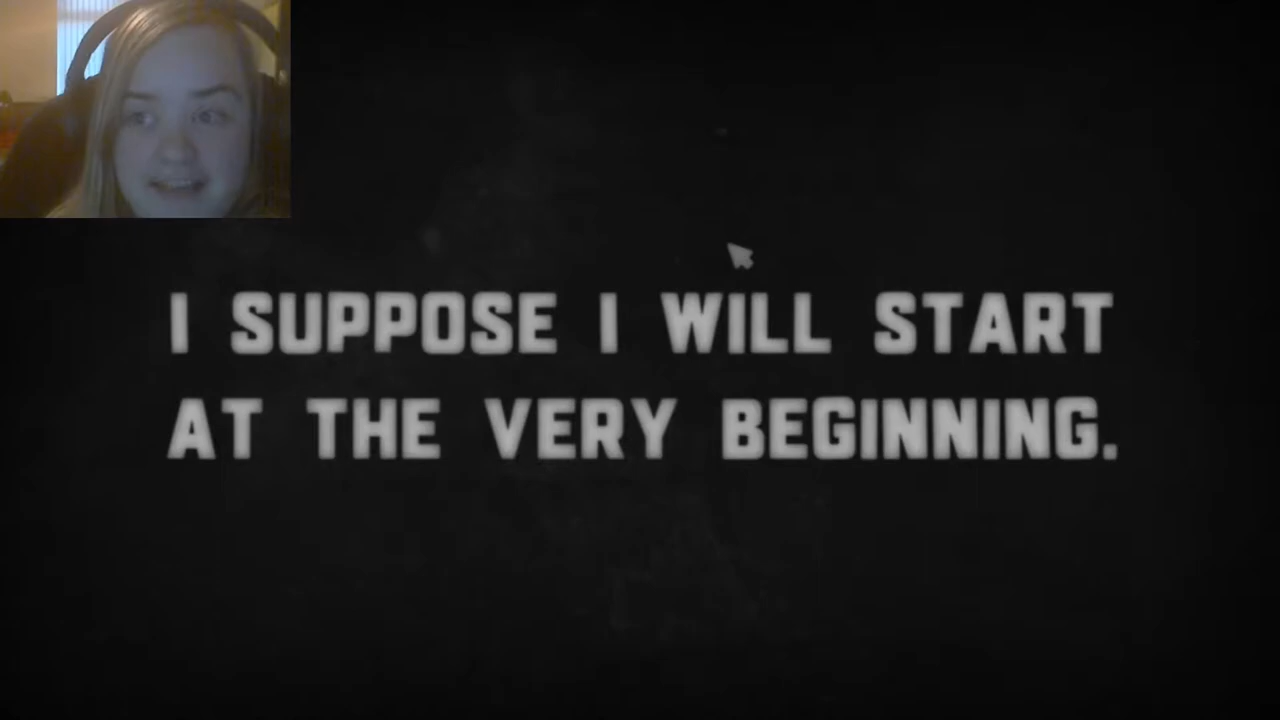 I SUPPOSE I WILL START
AT THE VERY BEGINNING.